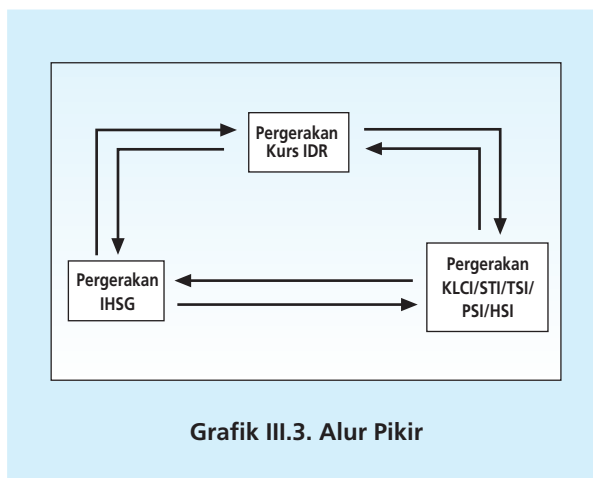 Pergerakan
Kurs IDR
Pergerakan
IHSG
Pergerakan
KLCI/STI/TSI/
PSI/HSI
Grafik III.3. Alur Pikir